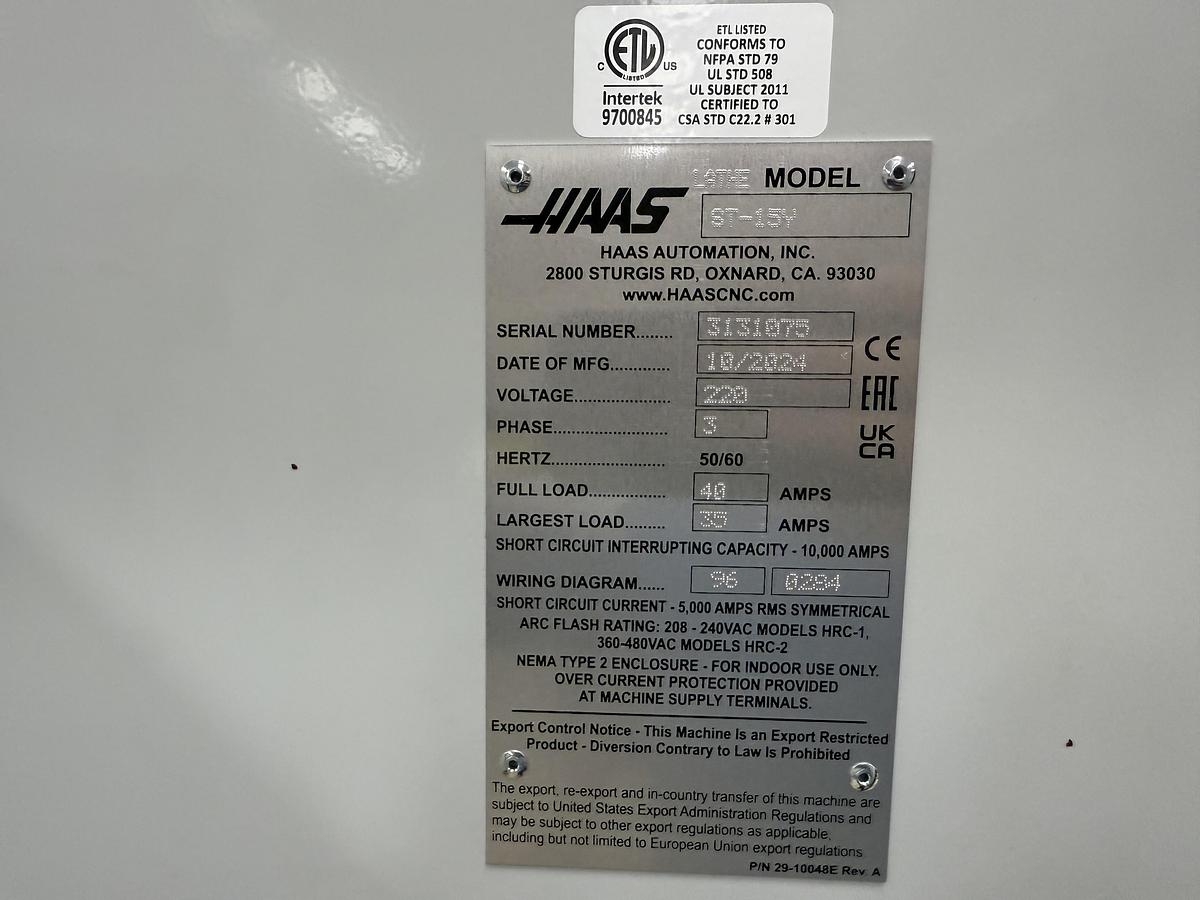 ETL LISTED
CONFORMS TO
NFPA STD 79
UL STD 508
UL SUBJECT 2011
CERTIFIED TO
CSA STD C22.2 # 301
C ETL US
LISTED
Intertek
9700845
LATHE MODEL
HAAS ST-15Y
HAAS AUTOMATION, INC.
2800 STURGIS RD, OXNARD, CA. 93030
www.HAASCNC.com
SERIAL NUMBER........ 3131075
DATE OF MFG............. 10/2024
CE
VOLTAGE..................... 220
EAC
PHASE......................... 3
UK
CA
HERTZ......................... 50/60
FULL LOAD................. 40 AMPS
LARGEST LOAD......... 35 AMPS
SHORT CIRCUIT INTERRUPTING CAPACITY - 10,000 AMPS
WIRING DIAGRAM...... 96 0284
SHORT CIRCUIT CURRENT - 5,000 AMPS RMS SYMMETRICAL
ARC FLASH RATING: 208 - 240VAC MODELS HRC-1,
360-480VAC MODELS HRC-2
NEMA TYPE 2 ENCLOSURE - FOR INDOOR USE ONLY.
OVER CURRENT PROTECTION PROVIDED
AT MACHINE SUPPLY TERMINALS.
Export Control Notice - This Machine Is an Export Restricted
Product - Diversion Contrary to Law Is Prohibited
The export, re-export and in-country transfer of this machine are
subject to United States Export Administration Regulations and
may be subject to other export regulations as applicable,
including but not limited to European Union export regulations
P/N 29-10048E Rev. A